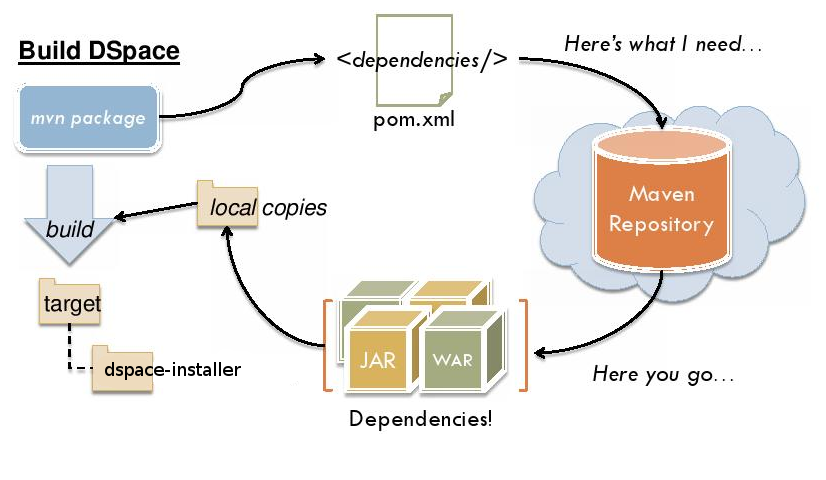 Build DSpace
<dependencies/>
Here's what I need...
mvn package
pom.xml
Maven
Repository
local copies
build
target
JAR
WAR
dspace-installer
Here you go...
Dependencies!